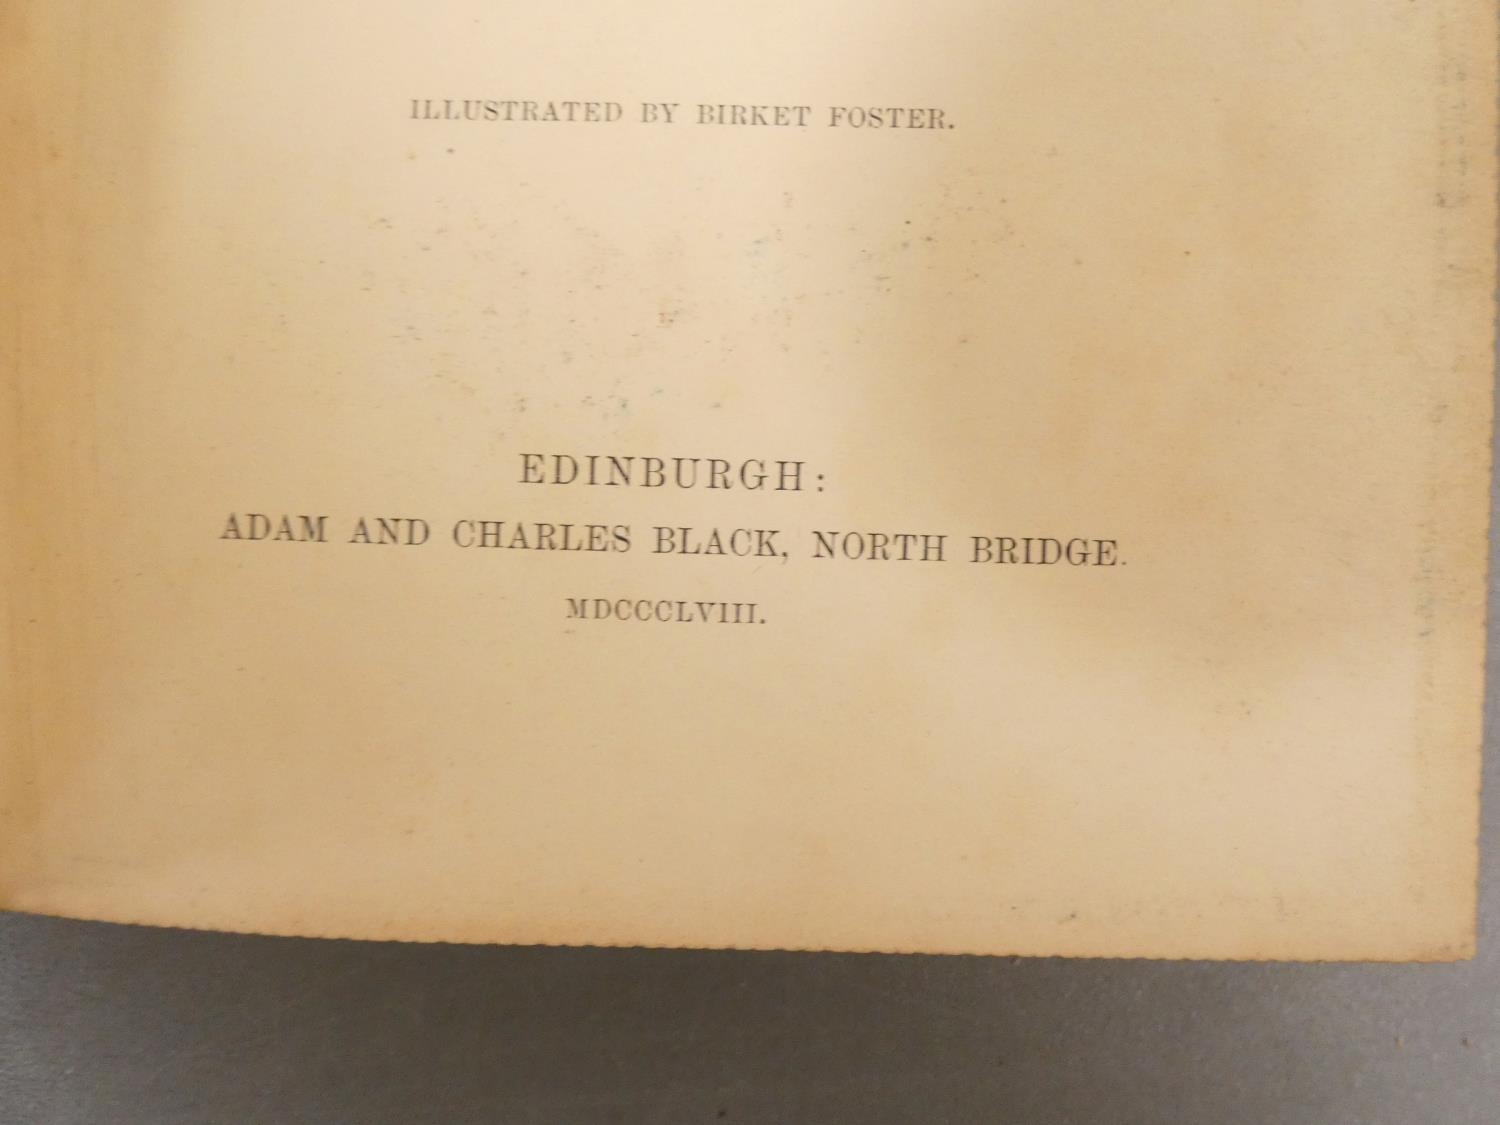 ILLUSTRATED BY BIRKET FOSTER.
EDINBURGH:
ADAM AND CHARLES BLACK, NORTH BRIDGE.
MDCCCLVIII.